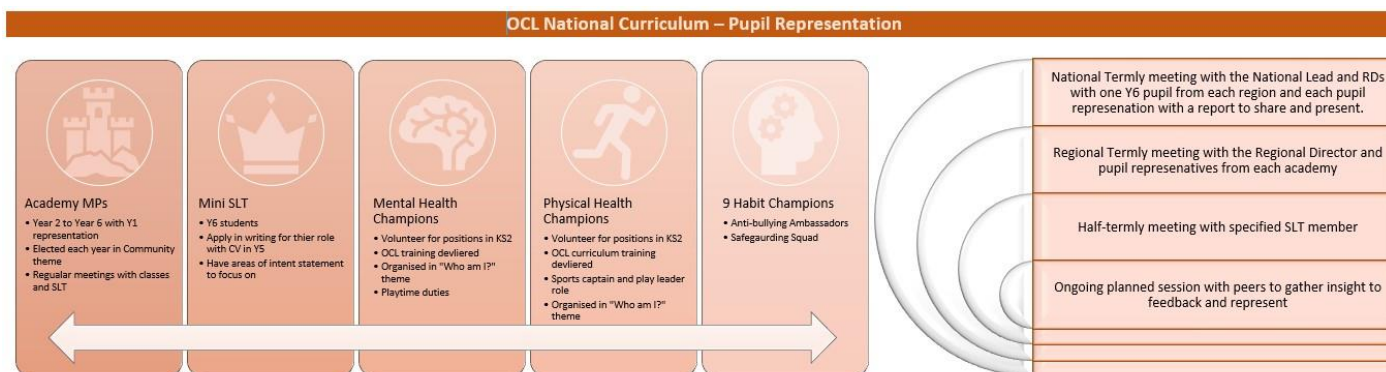 OCL National Curriculum – Pupil Representation
Academy MPs
• Year 2 to Year 6 with Y1
representation
• Elected each year in Community
theme
• Regualar meetings with classes
and SLT
Mini SLT
• Y6 students
• Apply in writing for thier role
with CV in Y5
• Have areas of intent statement
to focus on
Mental Health
Champions
• Volunteer for positions in KS2
• OCL training devliered
• Organised in "Who am I?"
theme
• Playtime duties
Physical Health
Champions
• Volunteer for positions in KS2
• OCL curriculum training
devliered
• Sports captain and play leader
role
• Organised in "Who am I?"
theme
9 Habit Champions
• Anti-bullying Ambassadors
• Safegaurding Squad
National Termly meeting with the National Lead and RDs
with one Y6 pupil from each region and each pupil
represenation with a report to share and present.
Regional Termly meeting with the Regional Director and
pupil represenatives from each academy
Half-termly meeting with specified SLT member
Ongoing planned session with peers to gather insight to
feedback and represent